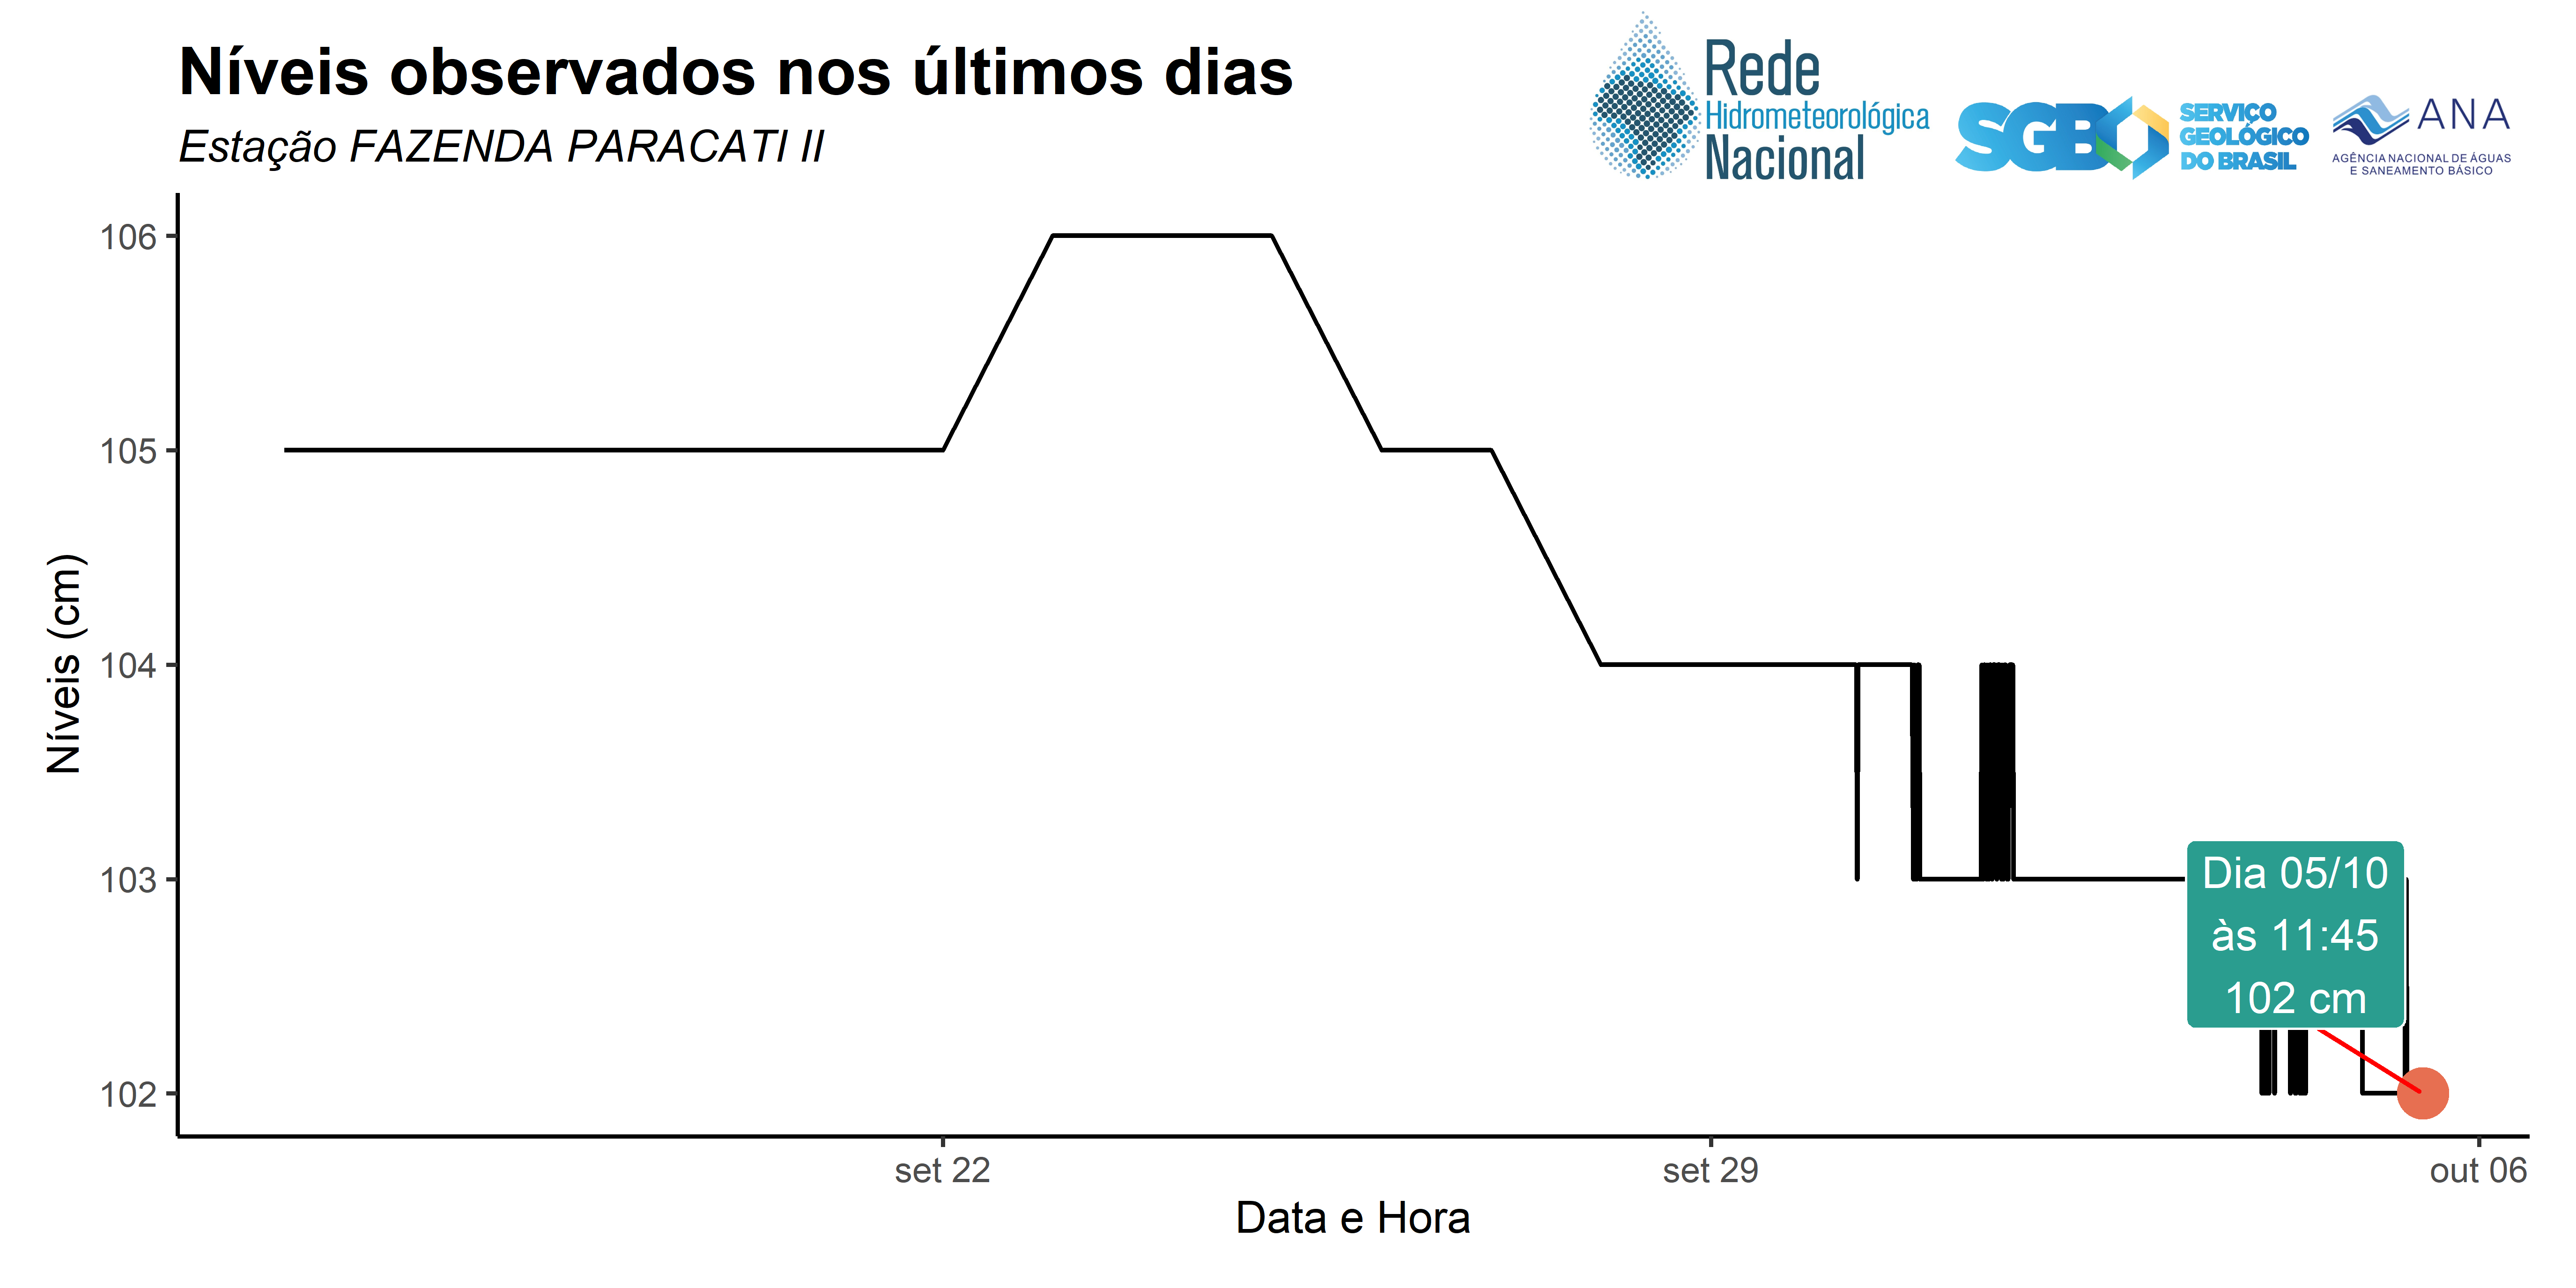 Níveis observados nos últimos dias
Estação FAZENDA PARACATI II
Rede
Hidrometeorológica
Nacional
SGB
SERVIÇO
GEOLÓGICO
DO BRASIL
ANA
AGÊNCIA NACIONAL DE ÁGUAS
E SANEAMENTO BÁSICO
Níveis (cm)
106
105
104
103
102
Dia 05/10
às 11:45
102 cm
set 22
set 29
out 06
Data e Hora